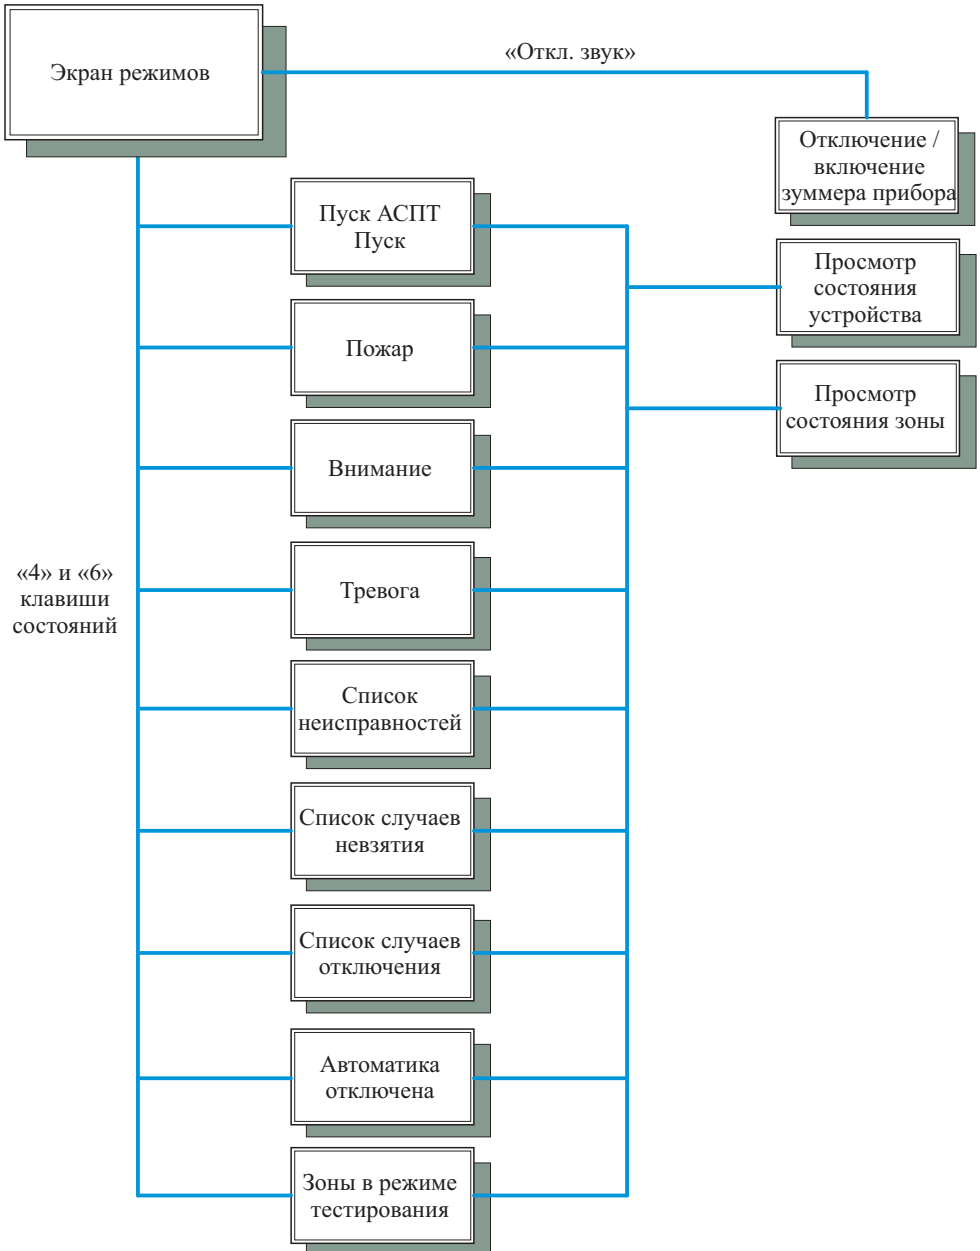 Экран режимов
«Откл. звук»
Отключение /
включение
зуммера прибора
Пуск АСПТ
Пуск
Просмотр
состояния
устройства
Пожар
Просмотр
состояния зоны
Внимание
«4» и «6»
клавиши
состояний
Тревога
Список
неисправностей
Список случаев
невзятия
Список случаев
отключения
Автоматика
отключена
Зоны в режиме
тестирования